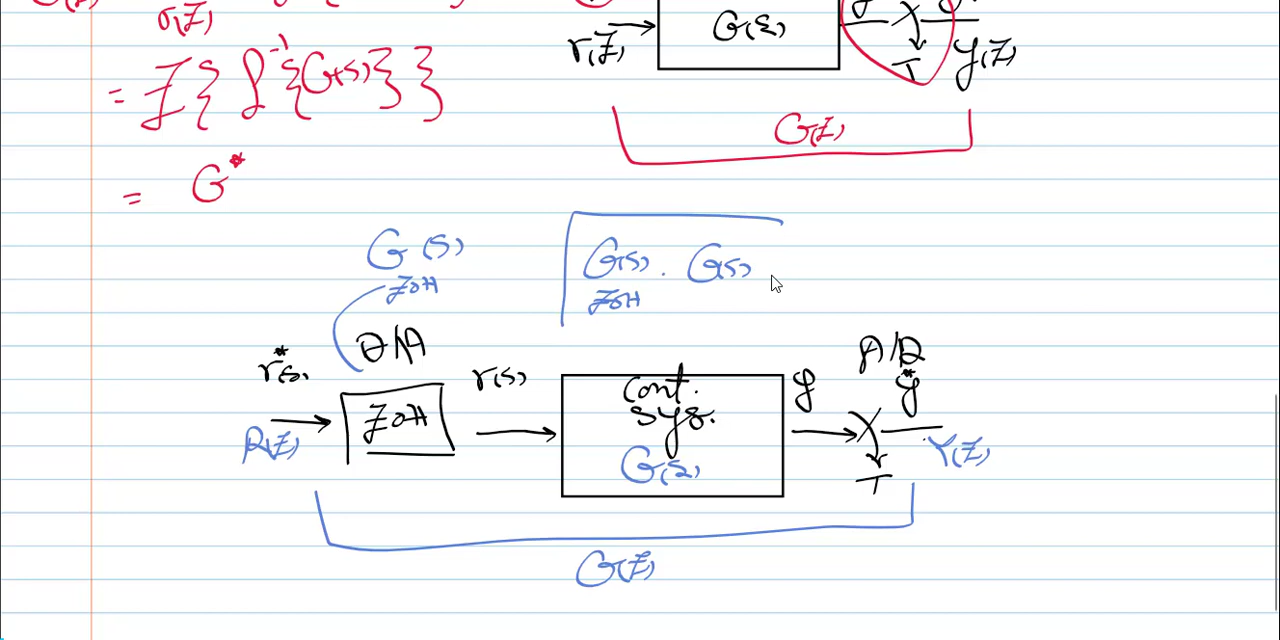 r(z)
G(s)
T
y(z)
= Z{ L⁻¹{G(s)} }
G(z)
= G*
G(s)
ZOH
G(s) . G(s)
ZOH
D/A
A/D
r*(s)
r(s)
ZOH
cont.
sys.
G(s)
y
y*
R(z)
T
Y(z)
G(z)